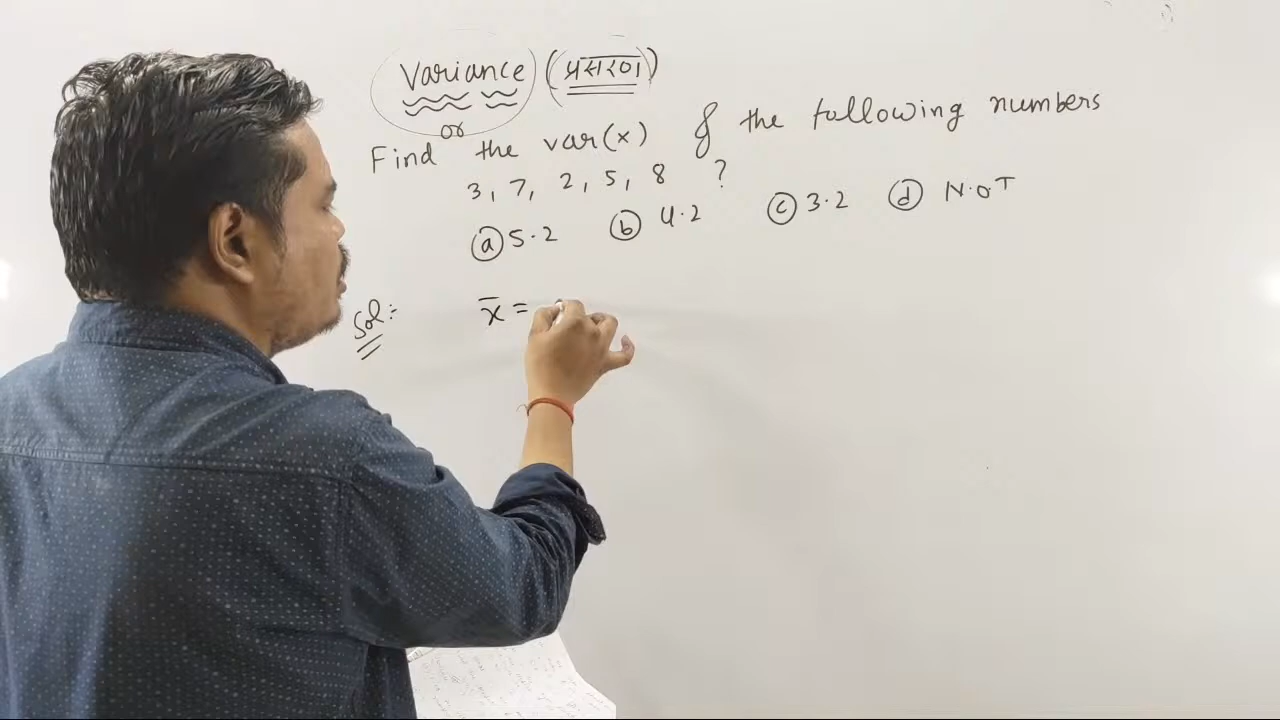 Variance (प्रसरण)
or
Find the var(x) of the following numbers
3, 7, 2, 5, 8 ?
(a) 5.2 (b) 4.2 (c) 3.2 (d) N.O.T
Sol:
x̄ =